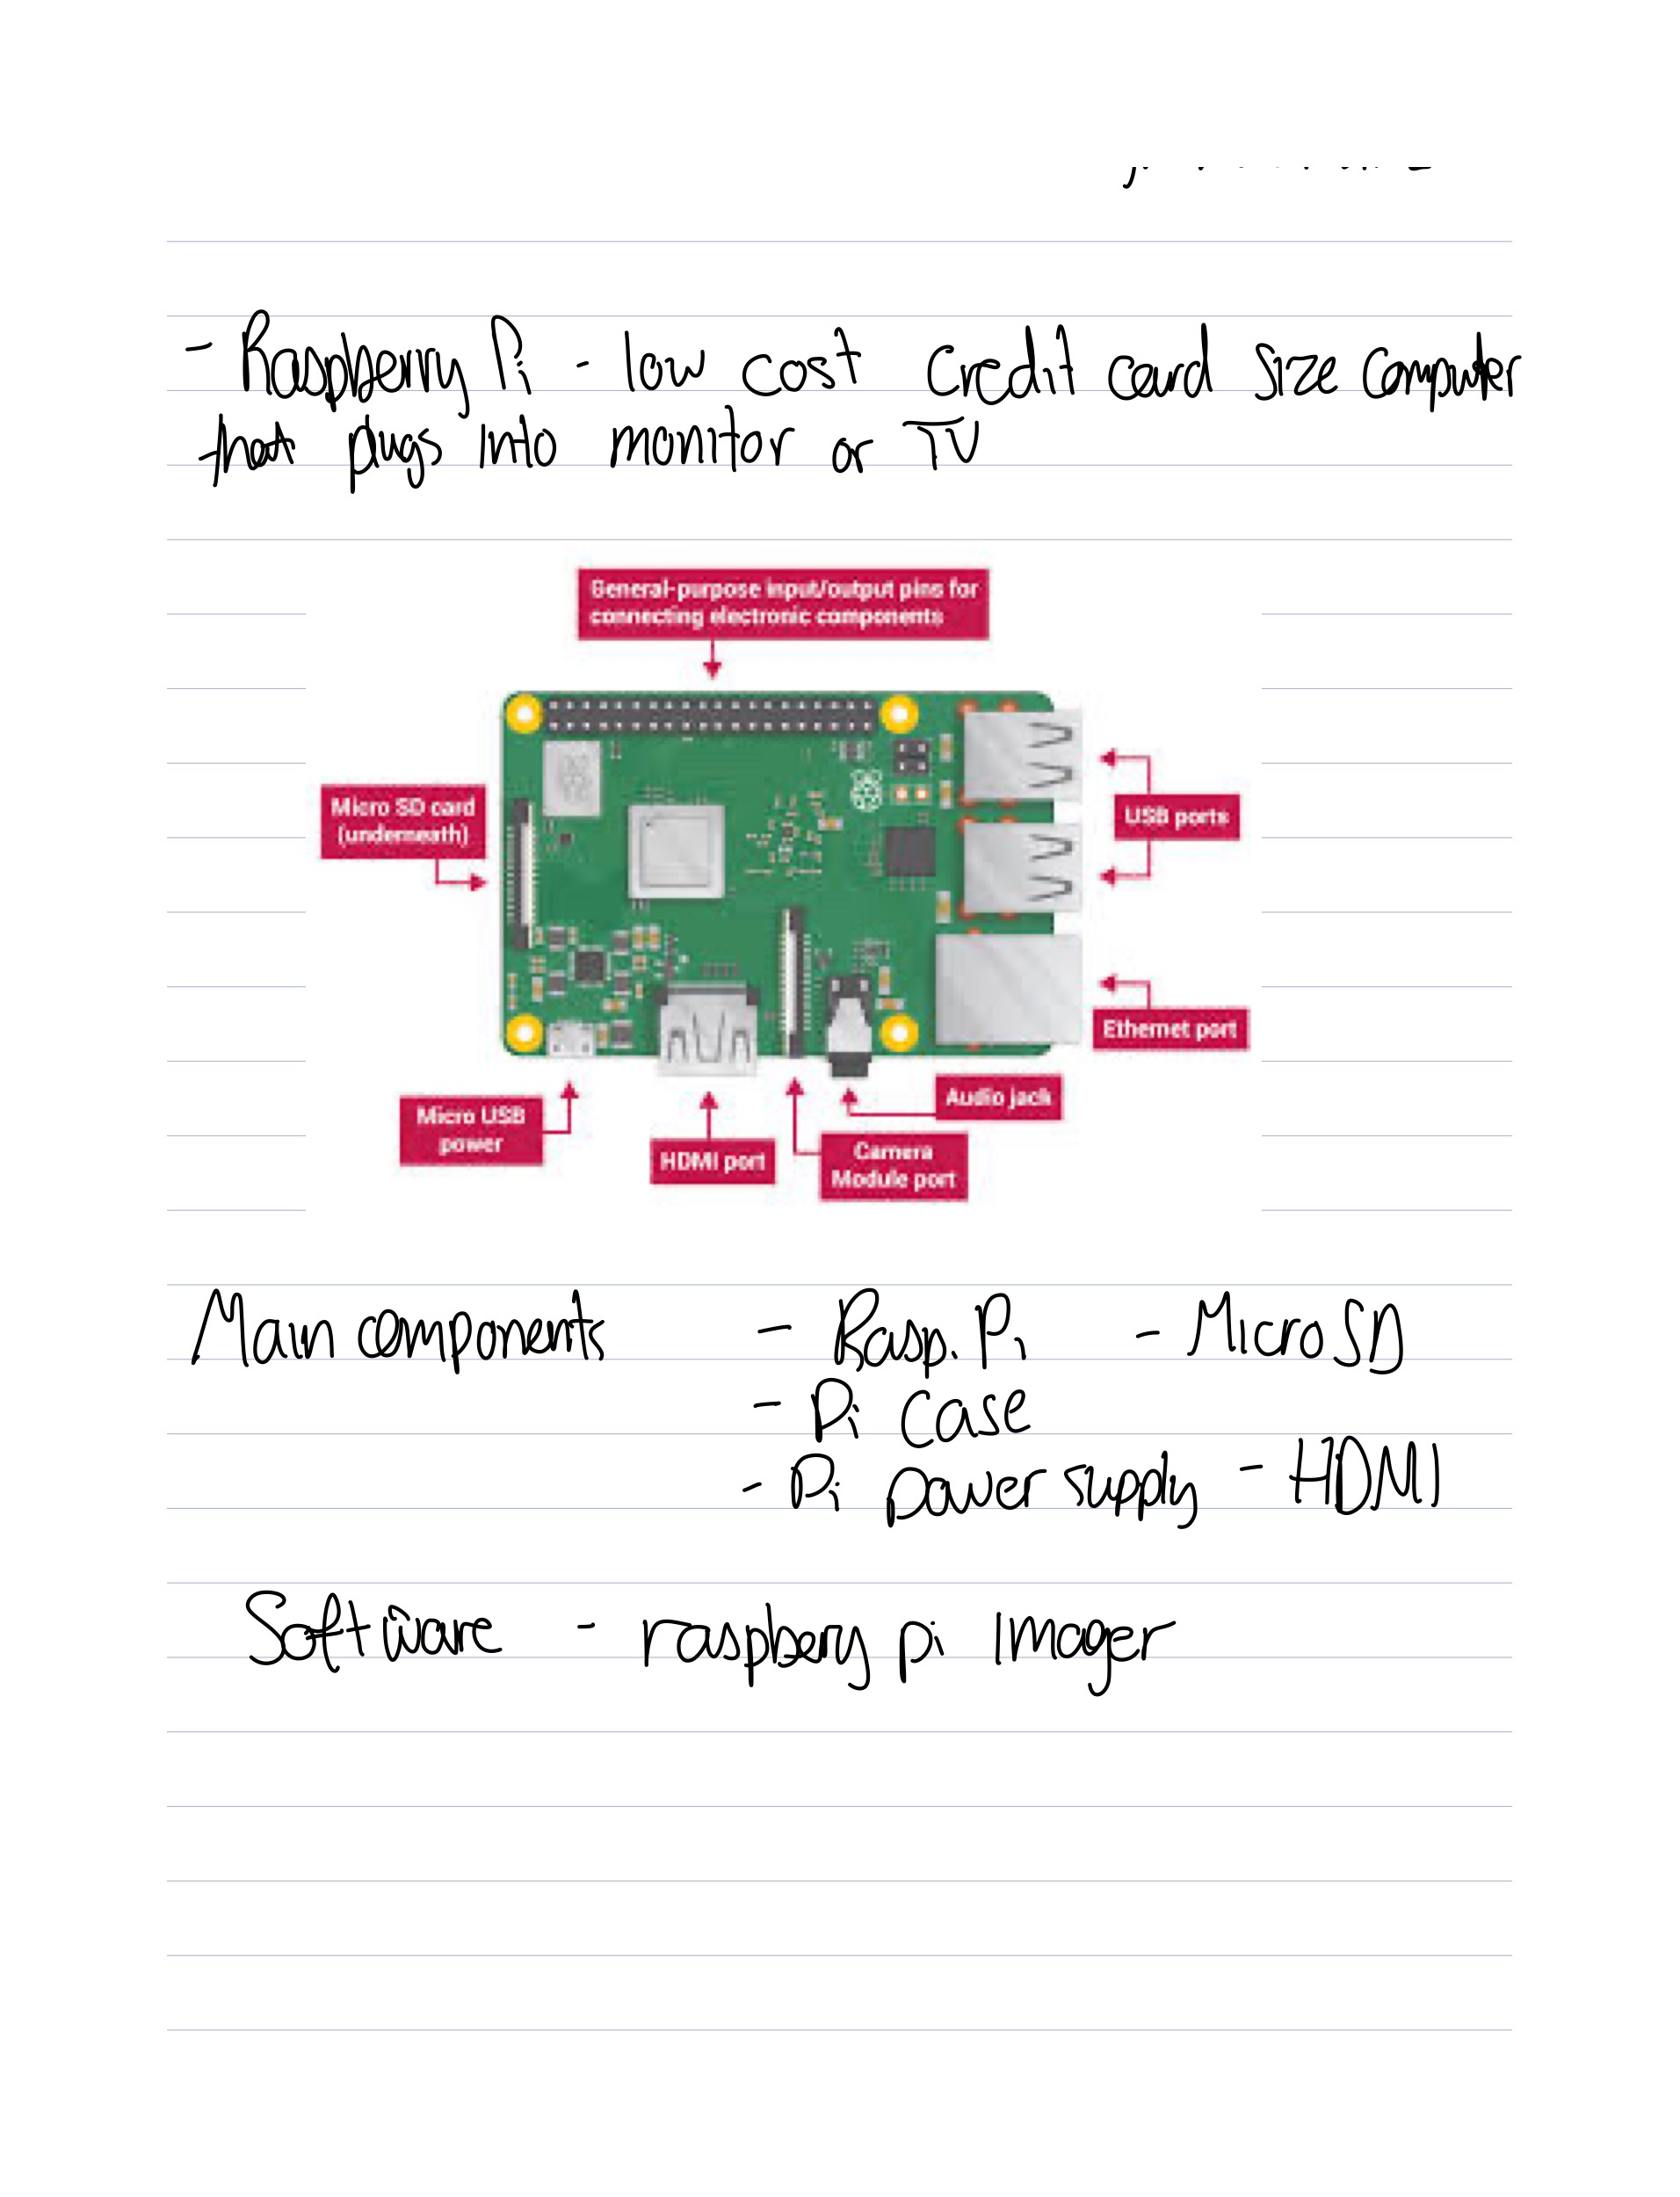 - Raspberry Pi - low cost credit card size computer
that plugs into monitor or TV
General-purpose input/output pins for
connecting electronic components
Micro SD card
(underneath)
USB ports
Ethernet port
Audio jack
Micro USB
power
HDMI port
Camera
Module port
Main components - Rasp. Pi - Micro SD
- Pi Case
- Pi power supply - HDMI
Software - raspberry pi Imager